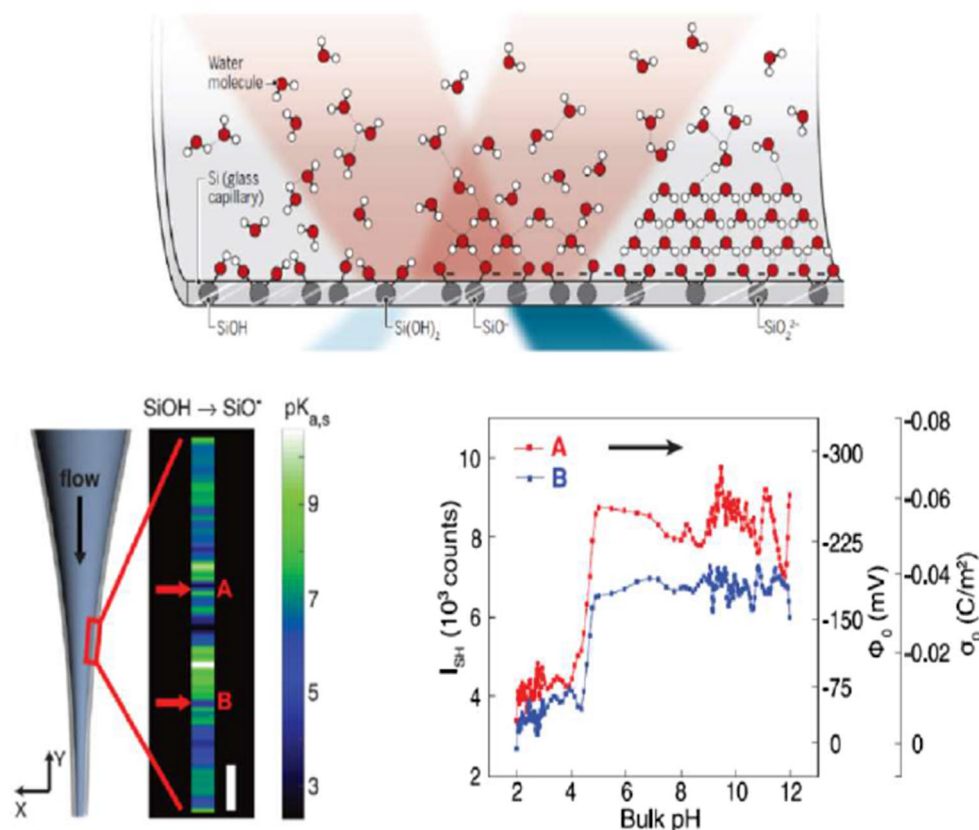 Water
molecule
Si (glass
capillary)
SiOH
Si(OH)₂
SiO⁻
SiO₂²⁻
SiOH → SiO⁻
pKa,s
flow
A
B
Y
X
9
7
5
3
A
B
I_SH (10³ counts)
10
8
6
4
2
2 4 6 8 10 12
Bulk pH
-300
-225
-150
-75
0
Φ₀ (mV)
-0.08
-0.06
-0.04
-0.02
0
σ₀ (C/m²)